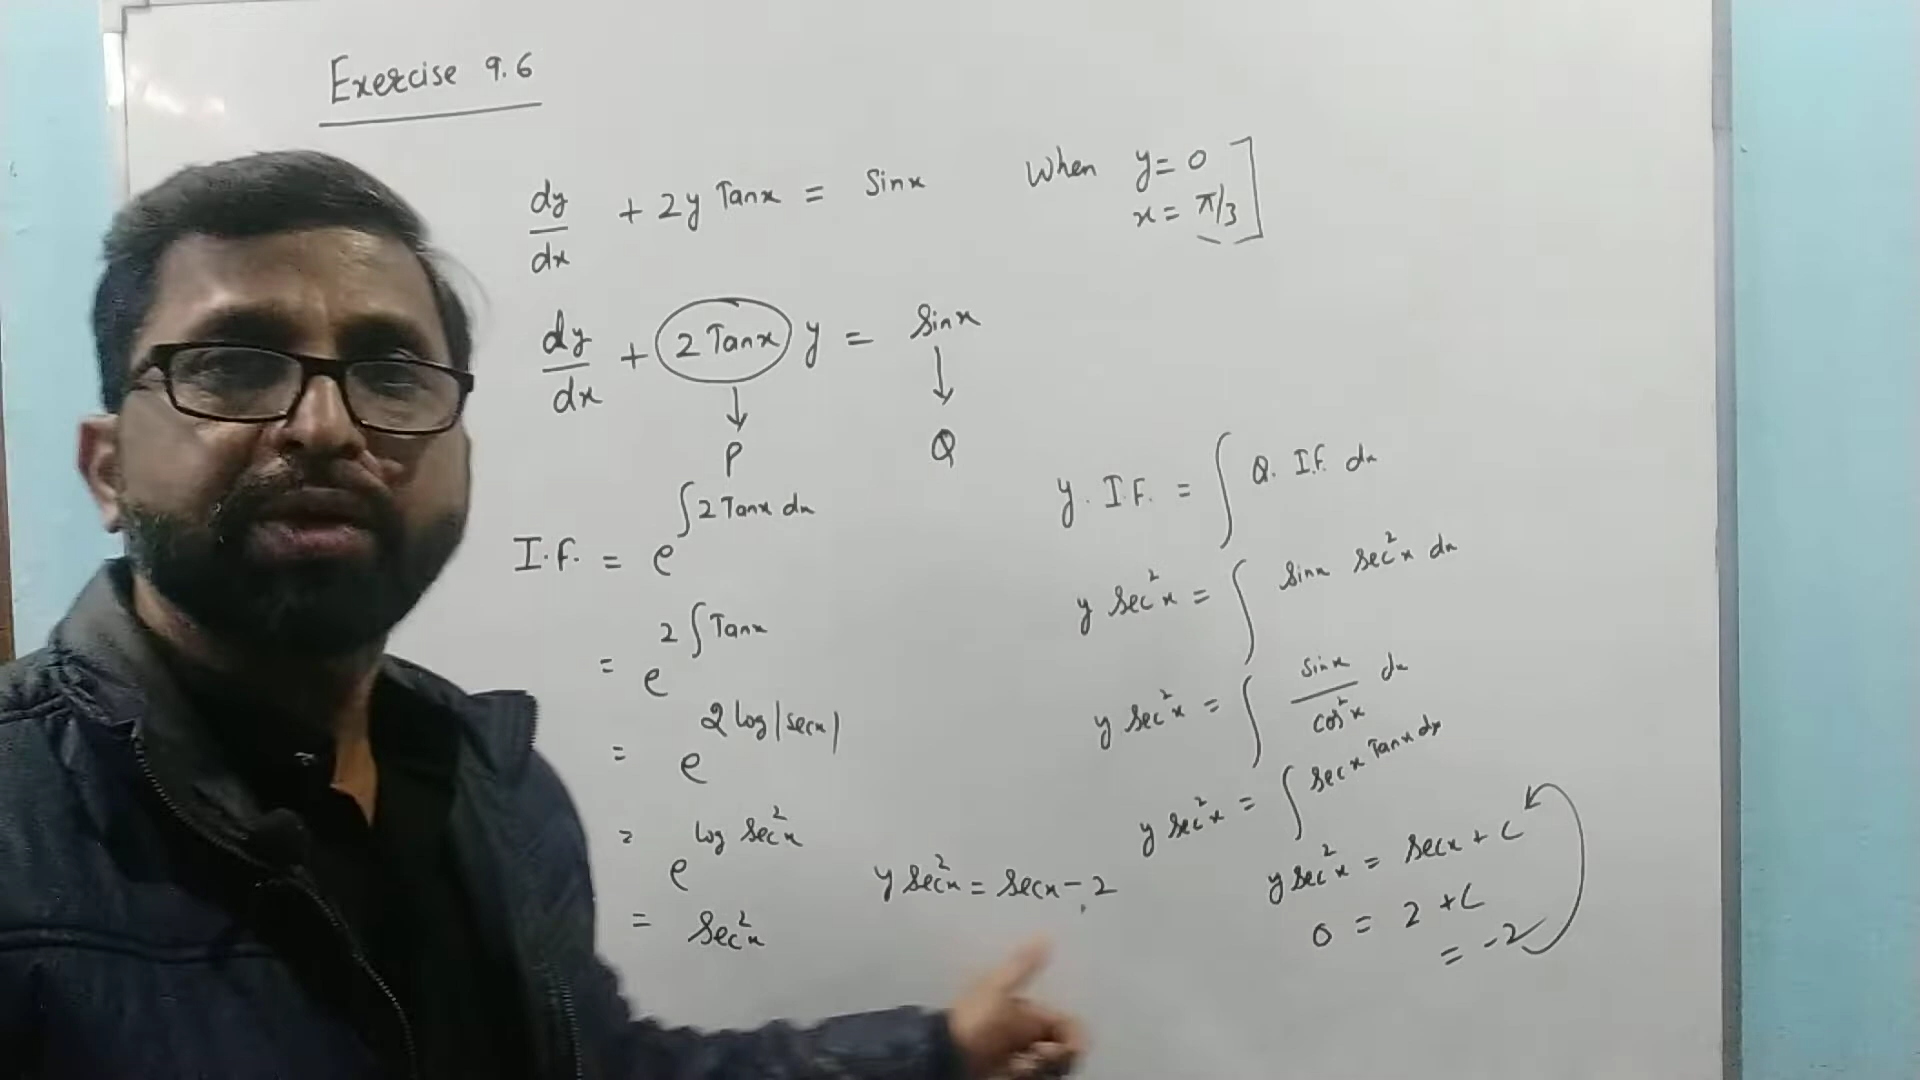 Exercise 9.6
dy/dx + 2y Tanx = Sinx When y = 0
x = π/3
dy/dx + 2 Tanx y = Sinx
P Q
I.F. = e^∫2 Tanx dx
= e^2∫Tanx
= e^2 log|secx|
= e^log sec²x
= Sec²x
y. I.F. = ∫ Q. I.F. dx
y sec²x = ∫ Sinx sec²x dx
y sec²x = ∫ Sinx/cos²x dx
y sec²x = ∫ secx Tanx dx
y sec²x = secx + C
0 = 2 + C
= -2
y sec²x = secx - 2